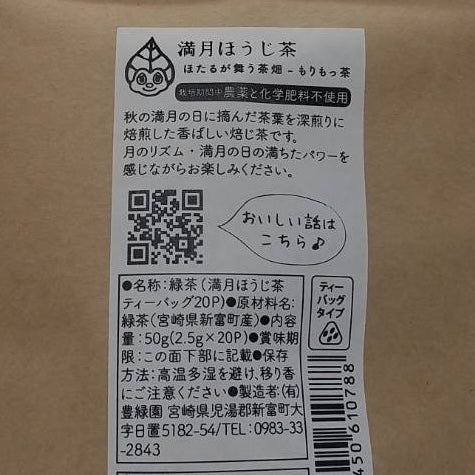 満月ほうじ茶
ほたるが舞う茶畑 - もりもっ茶
栽培期間中 農薬と化学肥料不使用
秋の満月の日に摘んだ茶葉を深煎りに
焙煎した香ばしい焙じ茶です。
月のリズム・満月の日の満ちたパワーを
感じながらお楽しみください。
おいしい話は
こちら♪
●名称：緑茶（満月ほうじ茶
ティーバッグ20P）●原材料名：
緑茶（宮崎県新富町産）●内容
量：50g(2.5g×20P)●賞味期
限：この面下部に記載●保存
方法：高温多湿を避け、移り香
にご注意ください●製造者：(有)
豊緑園 宮崎県児湯郡新富町大
字日置5182-54/TEL：0983-33
-2843
ティー
バッグ
タイプ
450610788